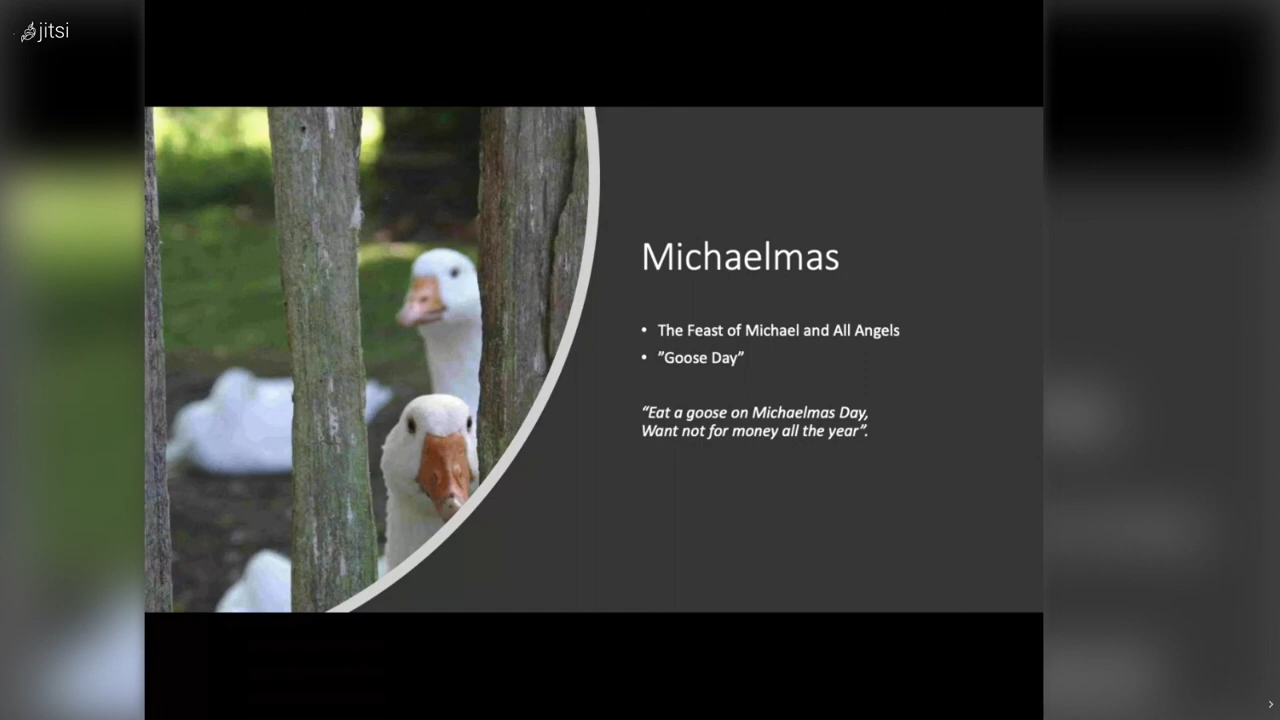 jitsi
Michaelmas
• The Feast of Michael and All Angels
• ”Goose Day”
“Eat a goose on Michaelmas Day,
Want not for money all the year”.